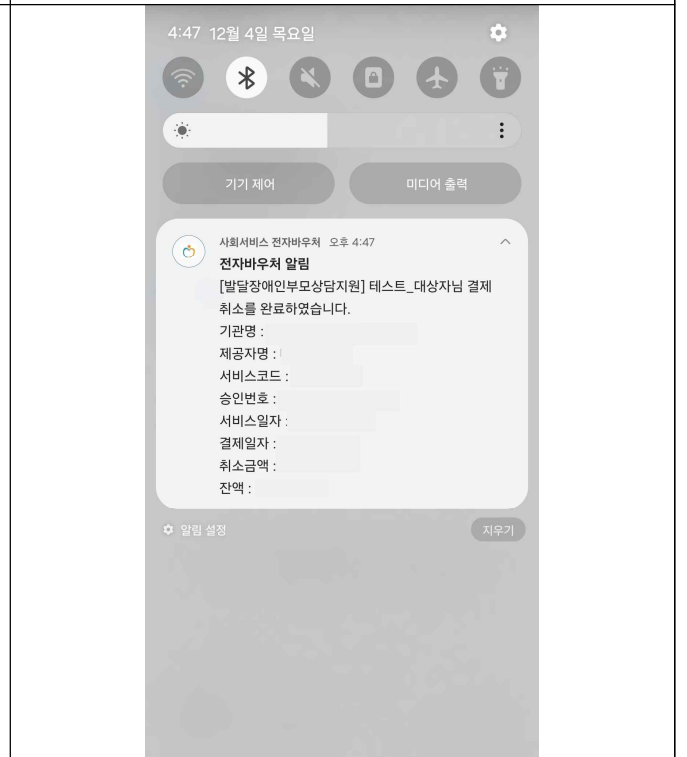 4:47 12월 4일 목요일
기기 제어
미디어 출력
사회서비스 전자바우처 오후 4:47
전자바우처 알림
[발달장애인부모상담지원] 테스트_대상자님 결제
취소를 완료하였습니다.
기관명 :
제공자명 :
서비스코드 :
승인번호 :
서비스일자 :
결제일자 :
취소금액 :
잔액 :
알림 설정
지우기